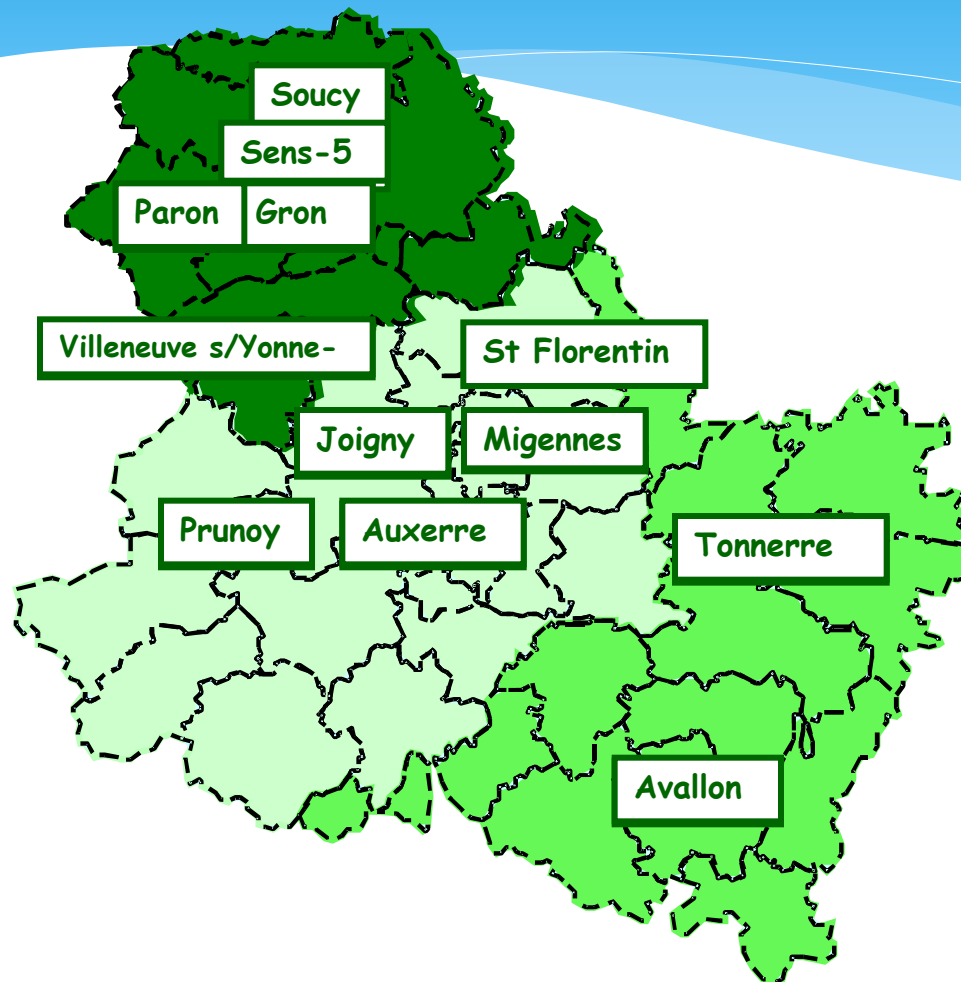 Soucy
Sens-5
Paron
Gron
Villeneuve s/Yonne-
St Florentin
Joigny
Migennes
Prunoy
Auxerre
Tonnerre
Avallon